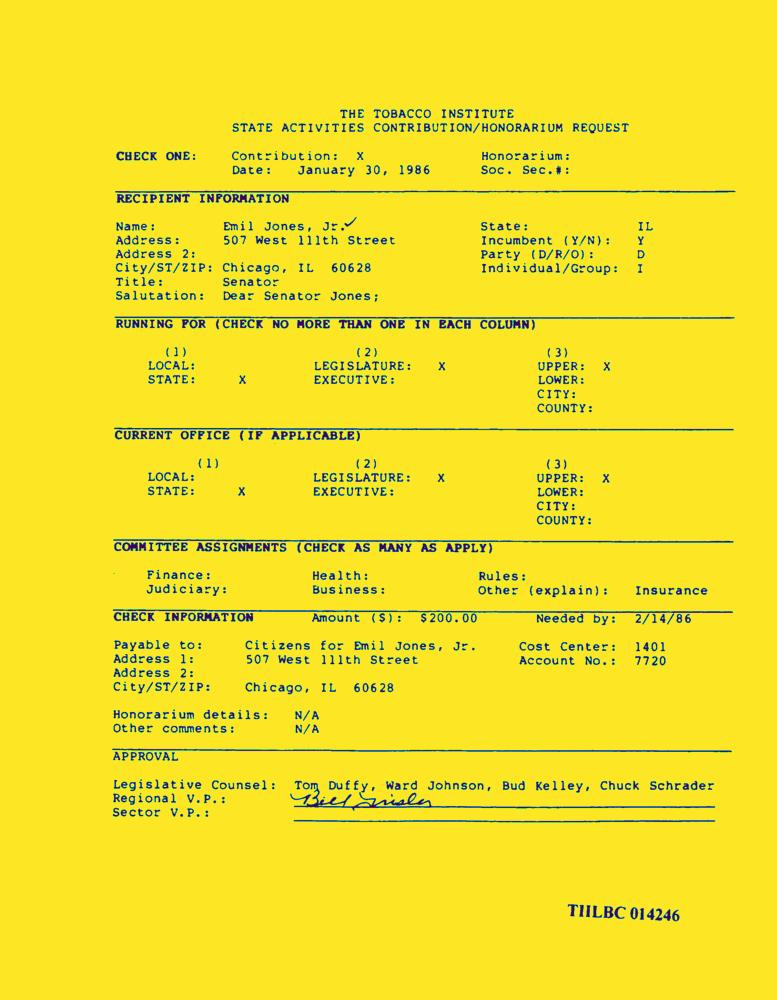 THE TOBACCO INSTITUTE
STATE ACTIVITIES CONTRIBUTION/HONORARIUM REQUEST
CHECK ONE: Contribution: X Honorarium:
Date: January 30, 1986 Soc. Sec.#:
RECIPIENT INFORMATION
Name: Emil Jones, Jr.✓ State: IL
Address: 507 West 111th Street Incumbent (Y/N): Y
Address 2: Party (D/R/O): D
City/ST/ZIP: Chicago, IL 60628 Individual/Group: I
Title: Senator
Salutation: Dear Senator Jones;
RUNNING FOR (CHECK NO MORE THAN ONE IN EACH COLUMN)
(1) (2) (3)
LOCAL: LEGISLATURE: X UPPER: X
STATE: X EXECUTIVE: LOWER:
CITY:
COUNTY:
CURRENT OFFICE (IF APPLICABLE)
(1) (2) (3)
LOCAL: LEGISLATURE: X UPPER: X
STATE: X EXECUTIVE: LOWER:
CITY:
COUNTY:
COMMITTEE ASSIGNMENTS (CHECK AS MANY AS APPLY)
Finance: Health: Rules:
Judiciary: Business: Other (explain): Insurance
CHECK INFORMATION Amount ($): $200.00 Needed by: 2/14/86
Payable to: Citizens for Emil Jones, Jr. Cost Center: 1401
Address 1: 507 West 111th Street Account No.: 7720
Address 2:
City/ST/ZIP: Chicago, IL 60628
Honorarium details: N/A
Other comments: N/A
APPROVAL
Legislative Counsel: Tom Duffy, Ward Johnson, Bud Kelley, Chuck Schrader
Regional V.P.: Bill
Sector V.P.:
TIILBC 014246